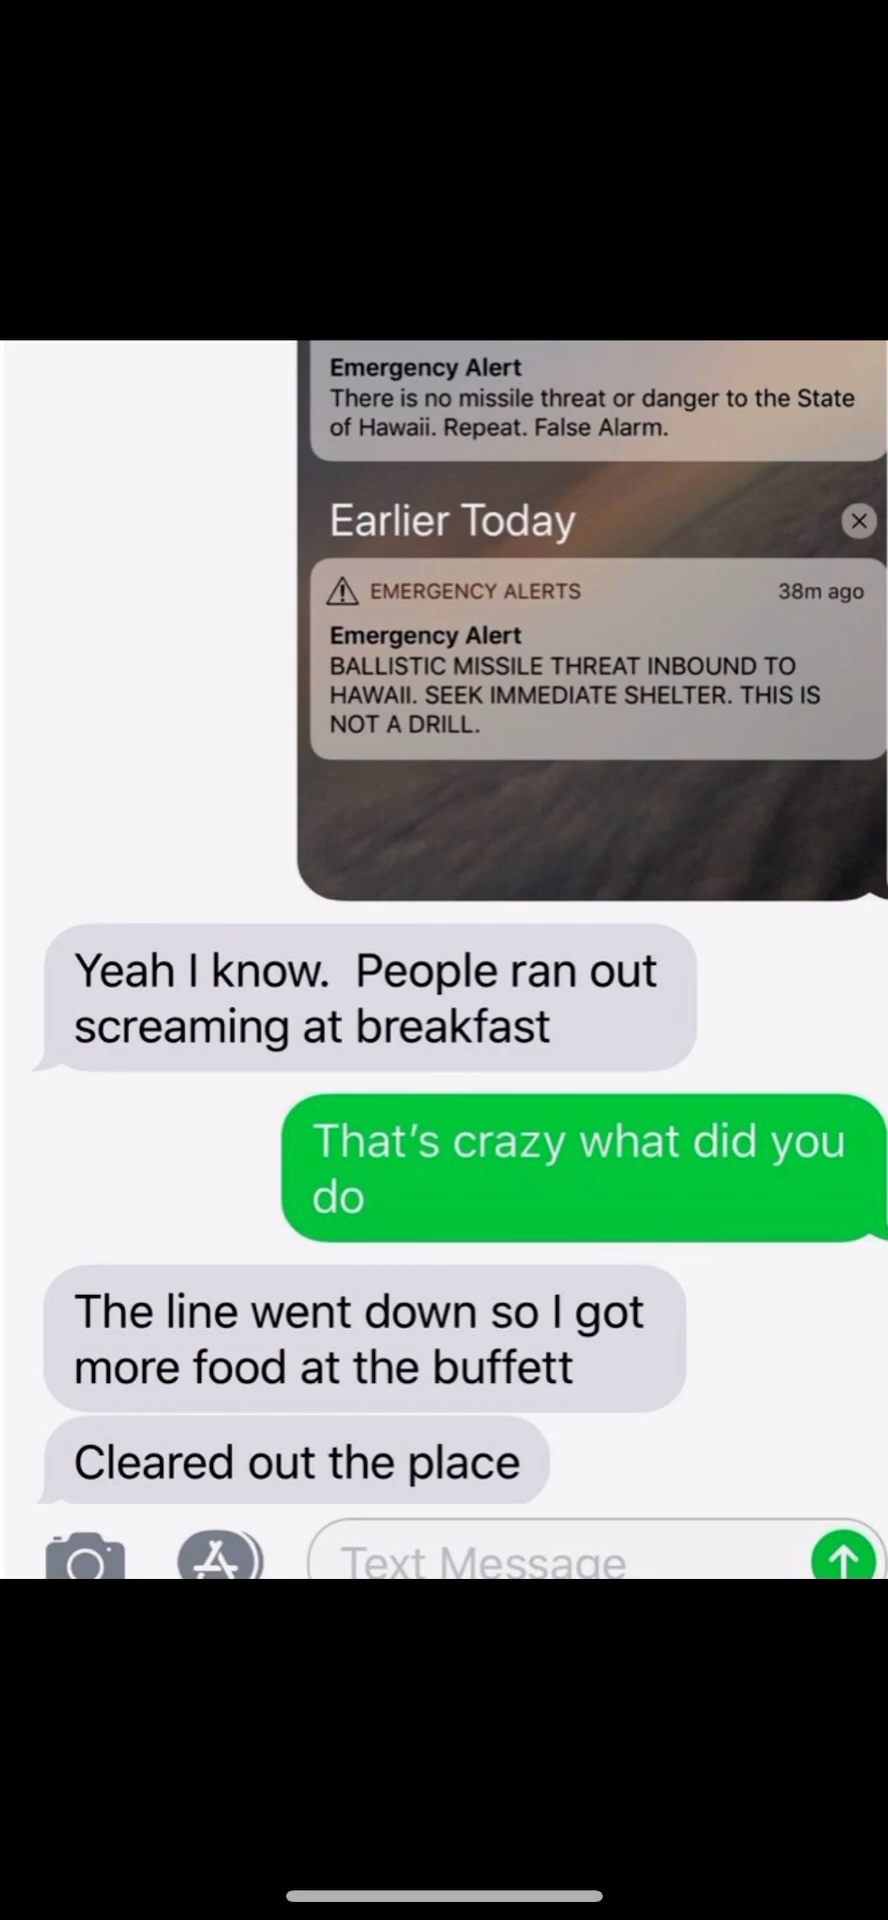 Emergency Alert
There is no missile threat or danger to the State
of Hawaii. Repeat. False Alarm.
Earlier Today
EMERGENCY ALERTS 38m ago
Emergency Alert
BALLISTIC MISSILE THREAT INBOUND TO
HAWAII. SEEK IMMEDIATE SHELTER. THIS IS
NOT A DRILL.
Yeah I know.  People ran out
screaming at breakfast
That's crazy what did you
do
The line went down so I got
more food at the buffett
Cleared out the place
Text Message